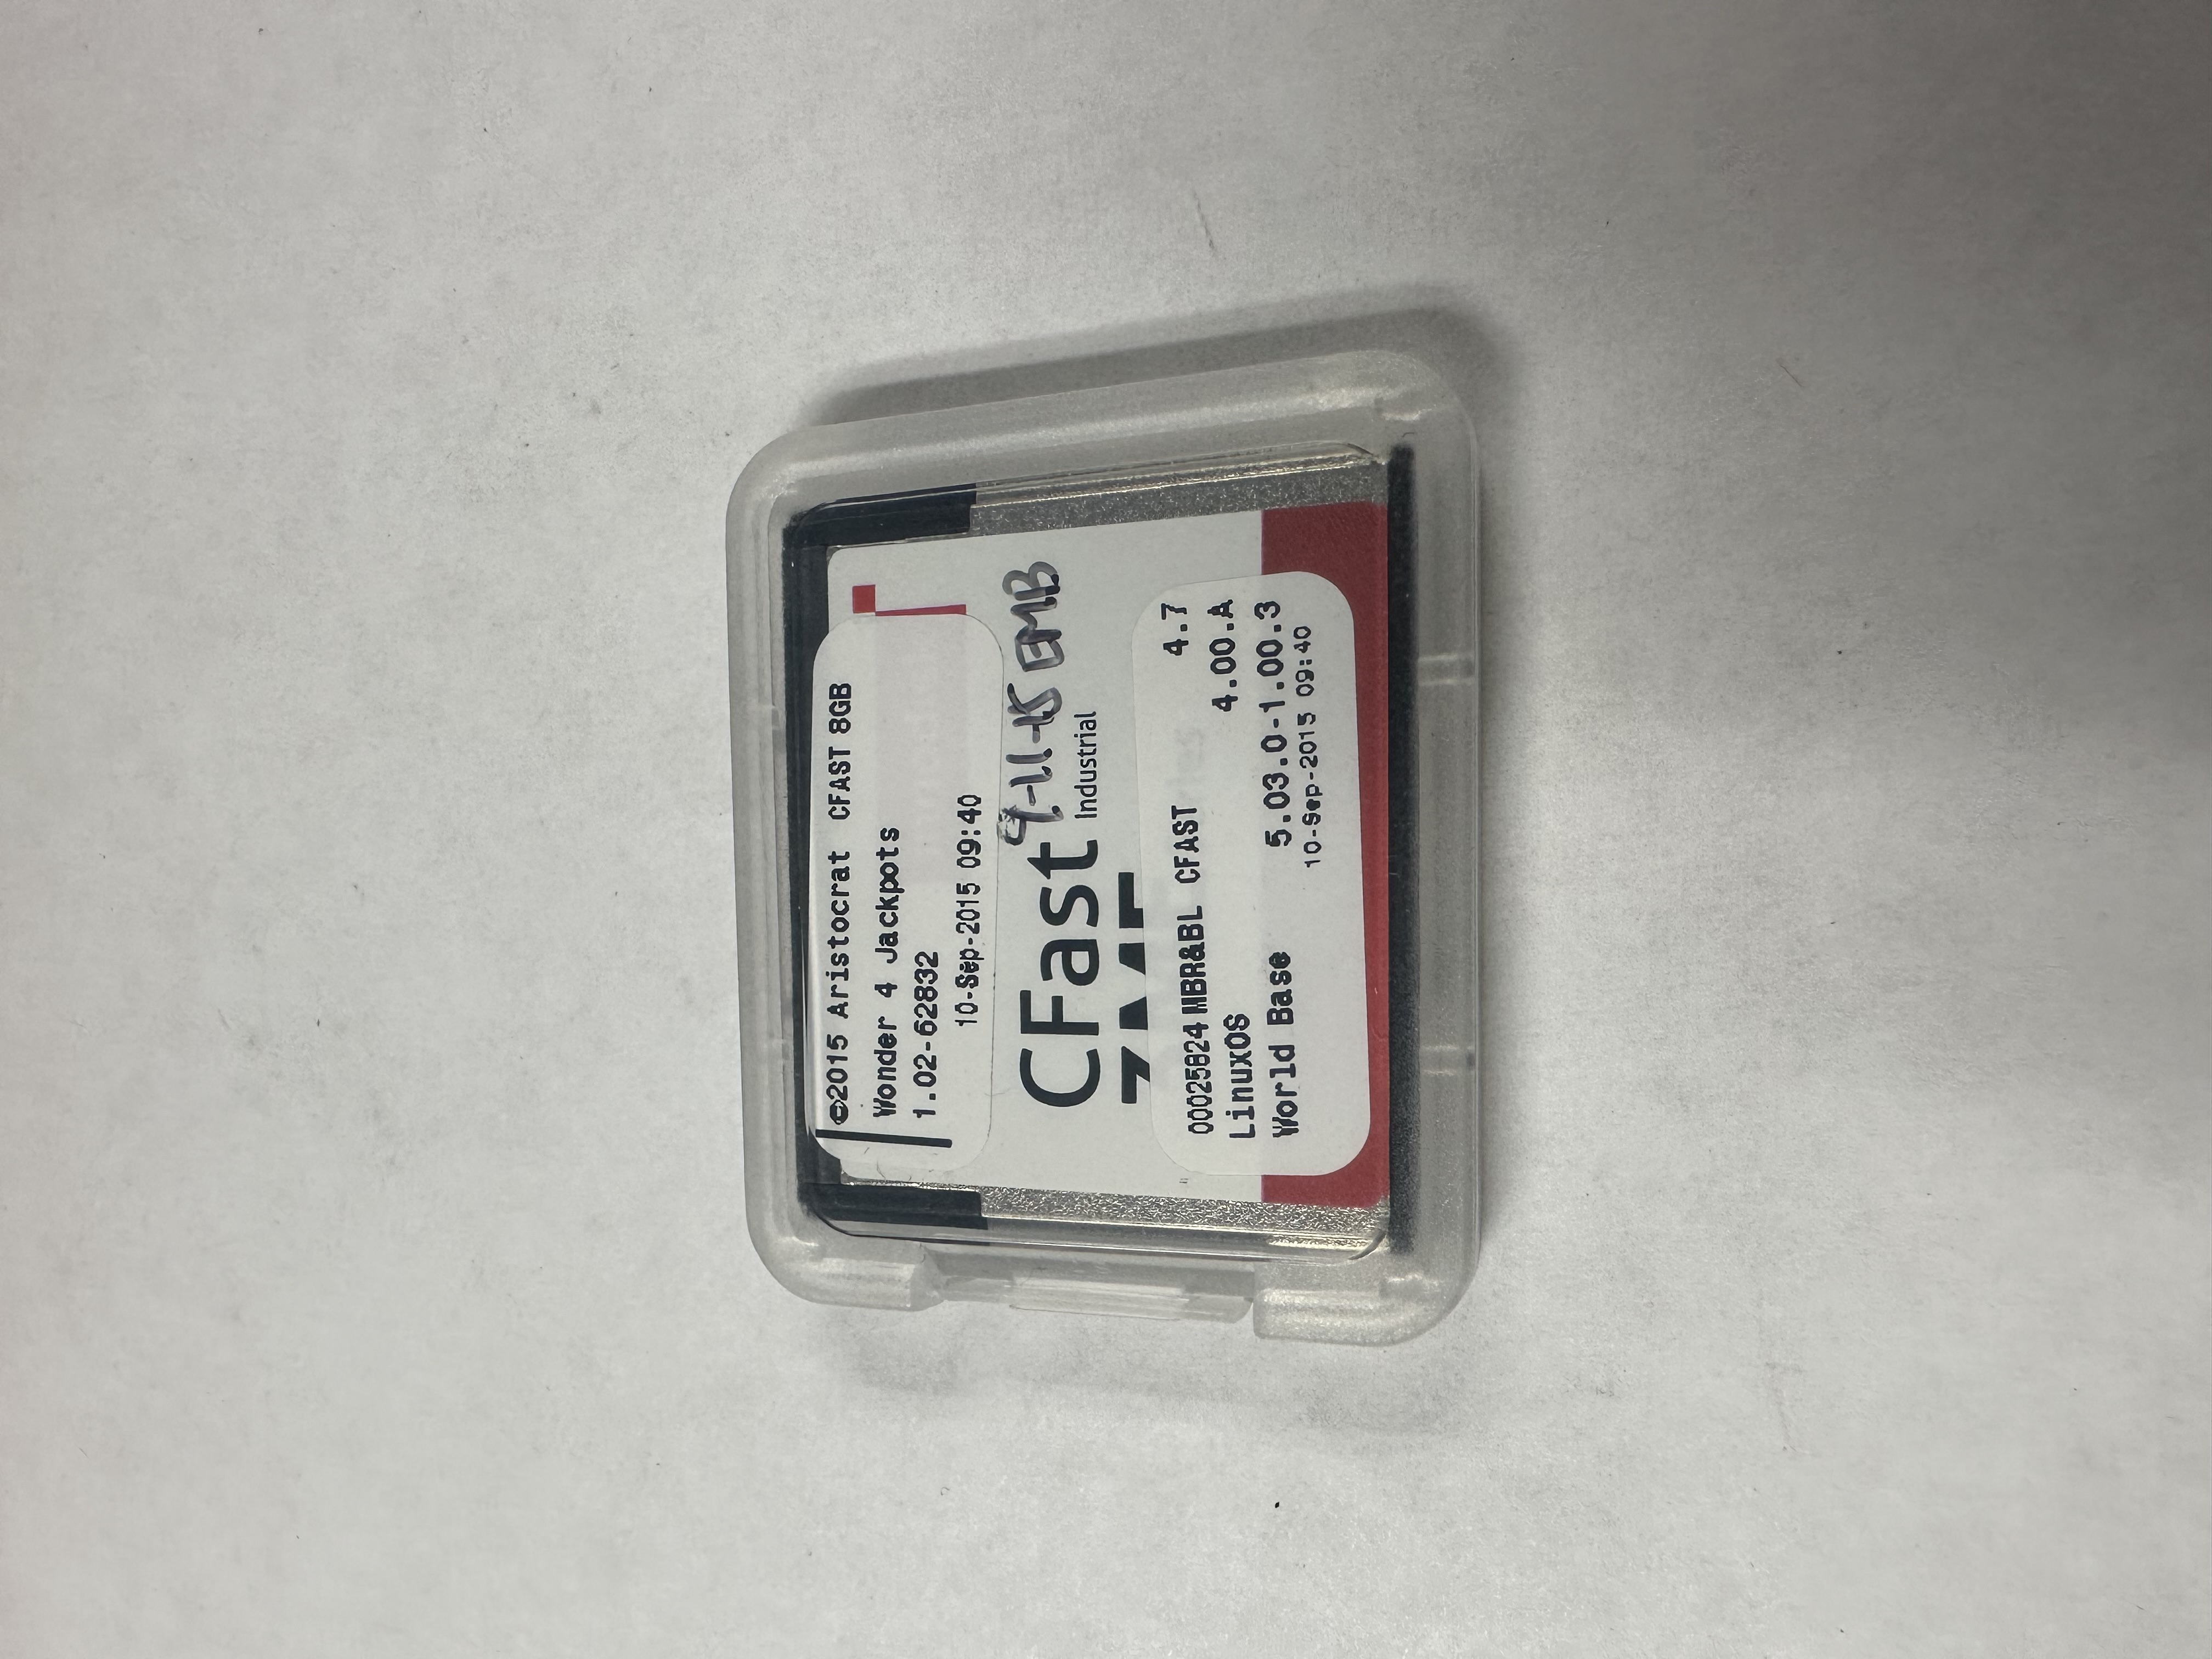 ©2015 Aristocrat CFAST 8GB
Wonder 4 Jackpots
1.02-62832
10-Sep-2015 09:40
9-11-15 EMB
CFast Industrial
00025824 MBR&BL CFAST 4.7
LinuxOS 4.00.A
World Base 5.03.0-1.00.3
10-Sep-2015 09:40